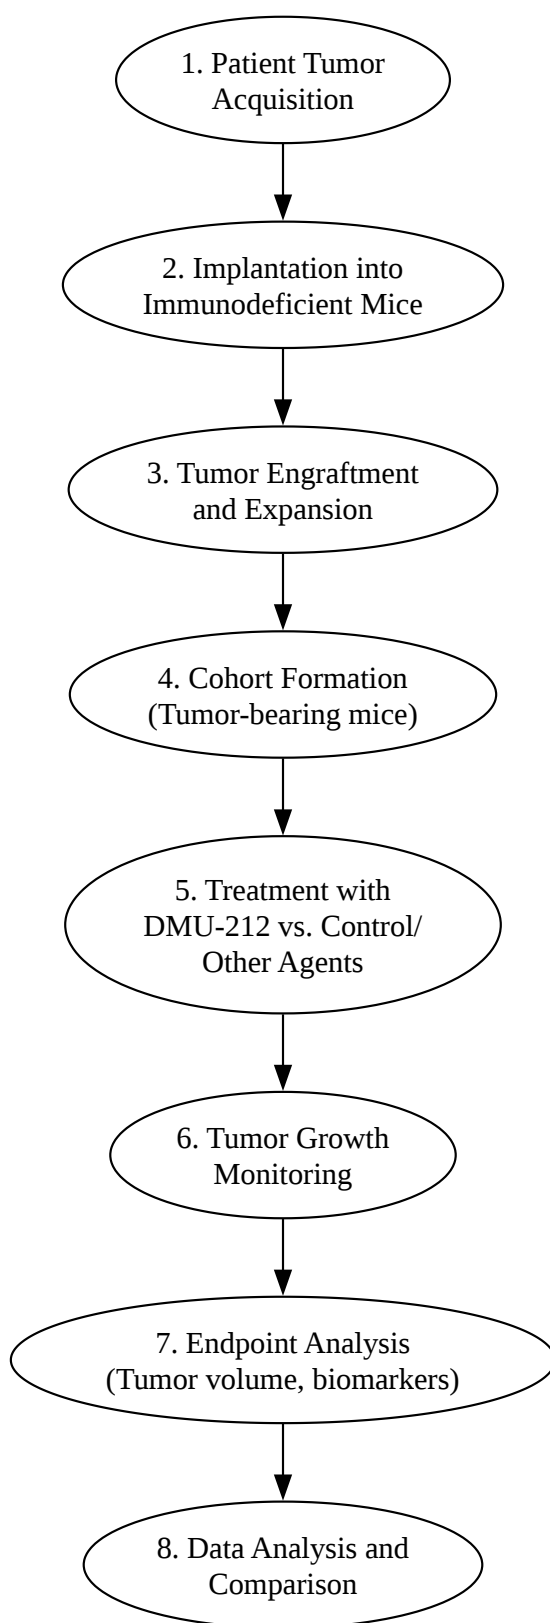 1. Patient Tumor
Acquisition
2. Implantation into
Immunodeficient Mice
3. Tumor Engraftment
and Expansion
4. Cohort Formation
(Tumor-bearing mice)
5. Treatment with
DMU-212 vs. Control/
Other Agents
6. Tumor Growth
Monitoring
7. Endpoint Analysis
(Tumor volume, biomarkers)
8. Data Analysis and
Comparison